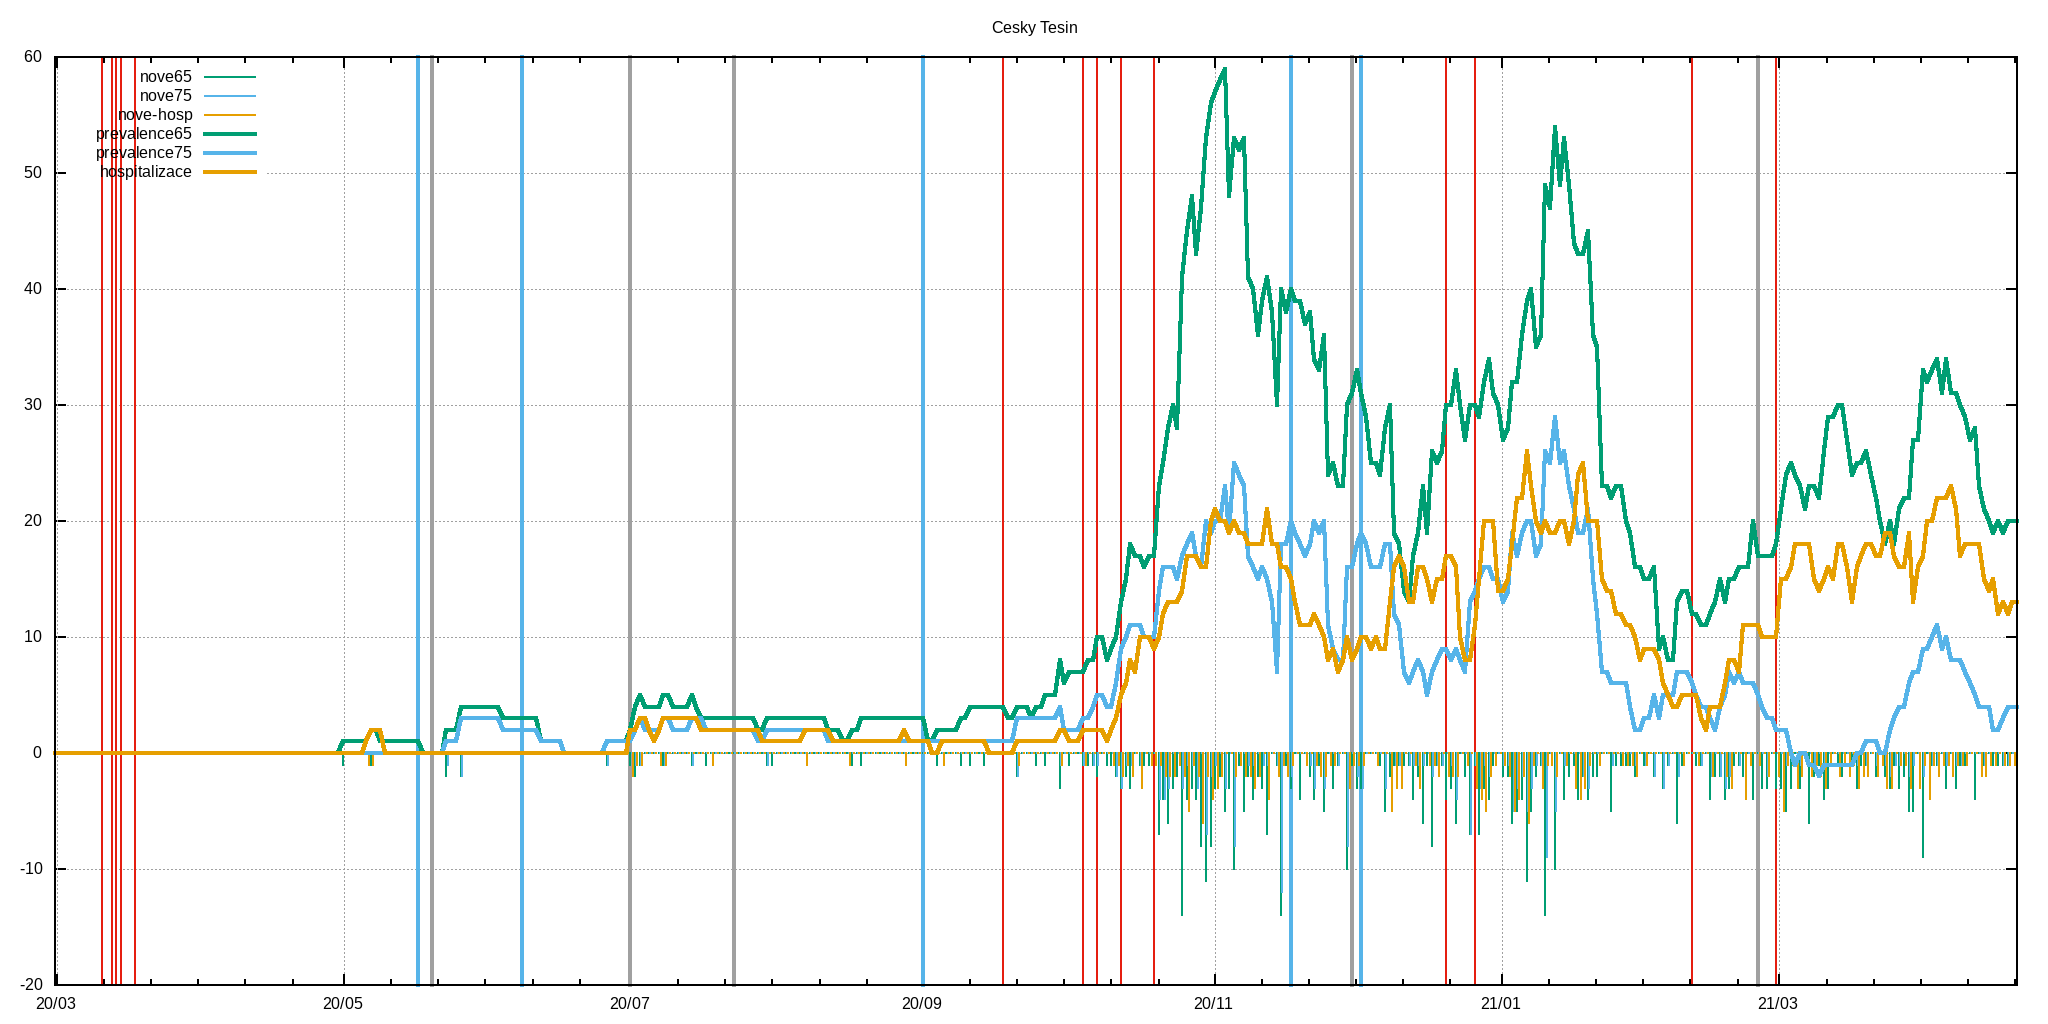 Cesky Tesin
60
50
40
30
20
10
0
-10
-20
nove65
nove75
nove-hosp
prevalence65
prevalence75
hospitalizace
20/03 20/05 20/07 20/09 20/11 21/01 21/03